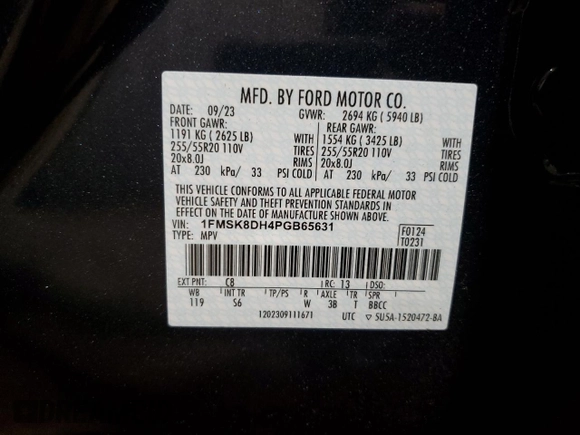 MFD. BY FORD MOTOR CO.
DATE: 09/23 GVWR: 2694 KG ( 5940 LB)
FRONT GAWR: REAR GAWR:
1191 KG ( 2625 LB) WITH 1554 KG ( 3425 LB) WITH
255/55R20 110V TIRES 255/55R20 110V TIRES
20x8.0J RIMS 20x8.0J RIMS
AT 230 kPa/ 33 PSI COLD AT 230 kPa/ 33 PSI COLD
THIS VEHICLE CONFORMS TO ALL APPLICABLE FEDERAL MOTOR
VEHICLE SAFETY AND THEFT PREVENTION STANDARDS IN
EFFECT ON THE DATE OF MANUFACTURE SHOWN ABOVE.
VIN: 1FMSK8DH4PGB65631 F0124
TYPE: MPV T0231
EXT PNT: C8 RC: 13 DSO:
WB INT TR TP/PS R AXLE TR SPR
119 S6 W 3B T BBCC
1202309111671 UTC ▽ 5U5A-1520472-BA